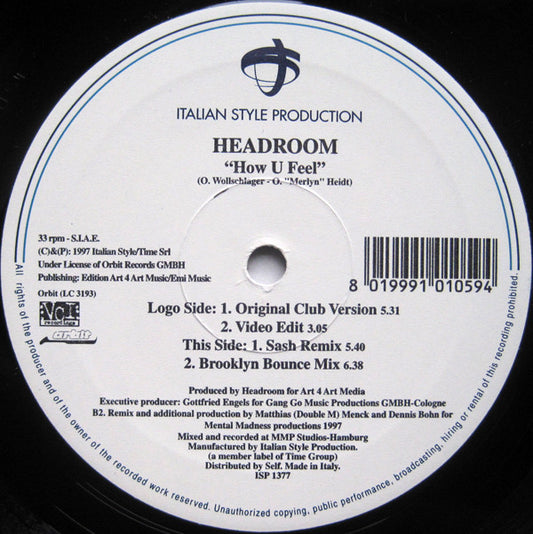 ITALIAN STYLE PRODUCTION
HEADROOM
“How U Feel”
(O. Wollschlager - O. "Merlyn" Heidt)
33 rpm - S.I.A.E.
(C)&(P): 1997 Italian Style/Time Srl
Under License of Orbit Records GMBH
Publishing: Edition Art 4 Art Music/Emi Music
Orbit (LC 3193)
8 019991 010594
orbit
Logo Side: 1. Original Club Version 5.31
2. Video Edit 3.05
This Side: 1. Sash Remix 5.40
2. Brooklyn Bounce Mix 6.38
Produced by Headroom for Art 4 Art Media
Executive producer: Gottfried Engels for Gang Go Music Productions GMBH-Cologne
B2. Remix and additional production by Matthias (Double M) Menck and Dennis Bohn for
Mental Madness productions 1997
Mixed and recorded at MMP Studios-Hamburg
Manufactured by Italian Style Production.
(a member label of Time Group)
Distributed by Self. Made in Italy.
ISP 1377
All rights of the producer and of the owner of the recorded work reserved. Unauthorized copying, public performance, broadcasting, hiring or rental of this recording prohibited.